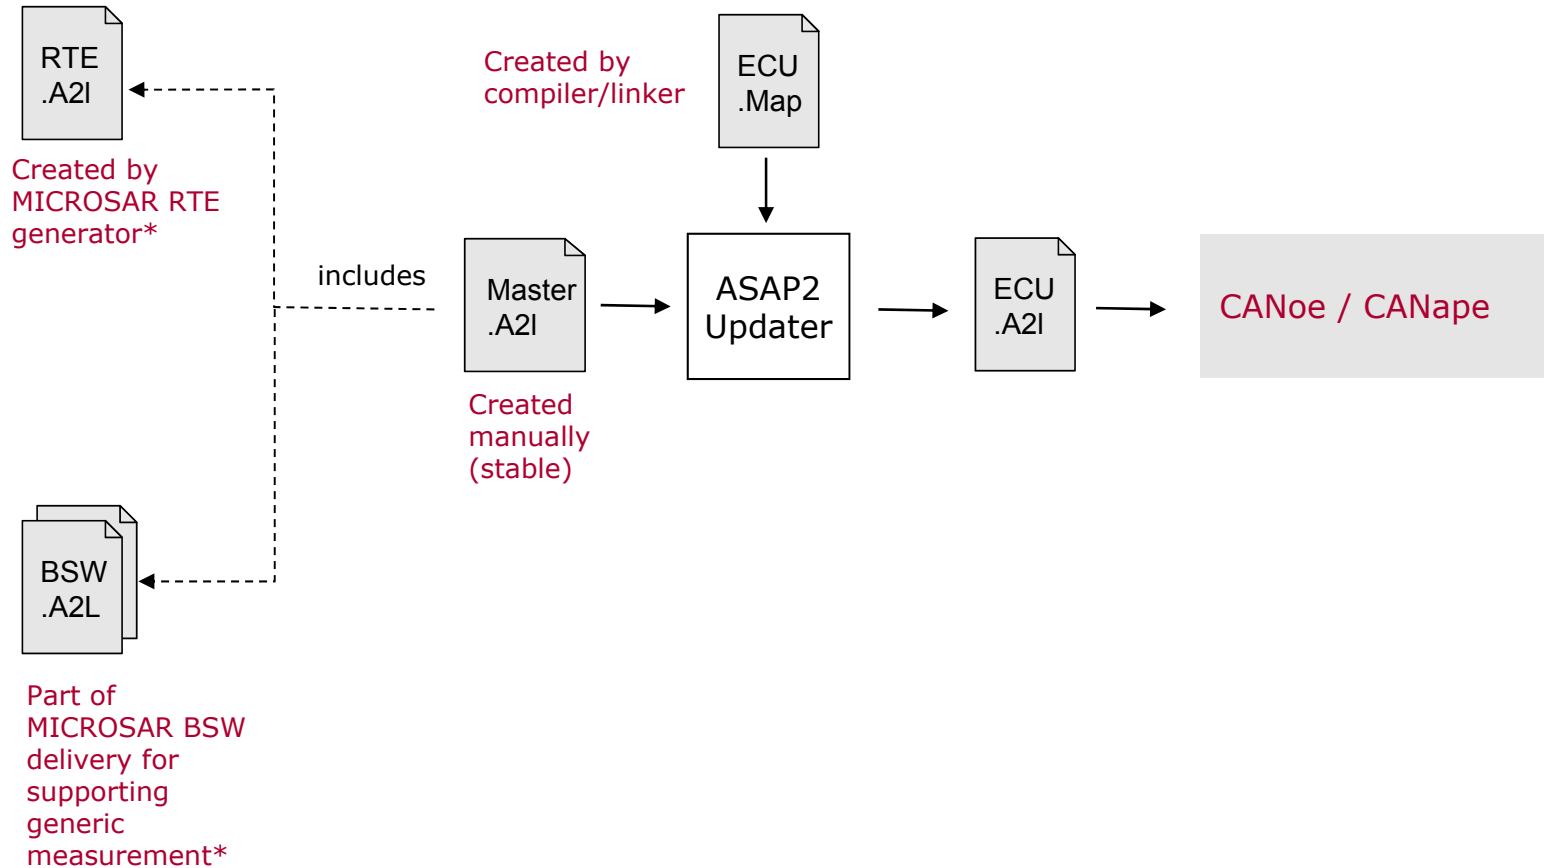 RTE
.A2l
Created by
MICROSAR RTE
generator*
Created by
compiler/linker
ECU
.Map
includes
Master
.A2l
Created
manually
(stable)
ASAP2
Updater
ECU
.A2l
CANoe / CANape
BSW
.A2L
Part of
MICROSAR BSW
delivery for
supporting
generic
measurement*